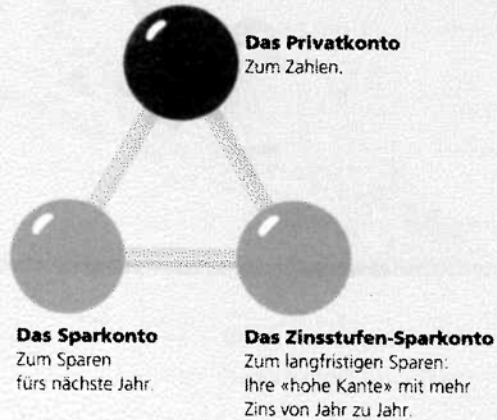 Das Privatkonto
Zum Zahlen.
Das Sparkonto
Zum Sparen
fürs nächste Jahr.
Das Zinsstufen-Sparkonto
Zum langfristigen Sparen:
Ihre «hohe Kante» mit mehr
Zins von Jahr zu Jahr.